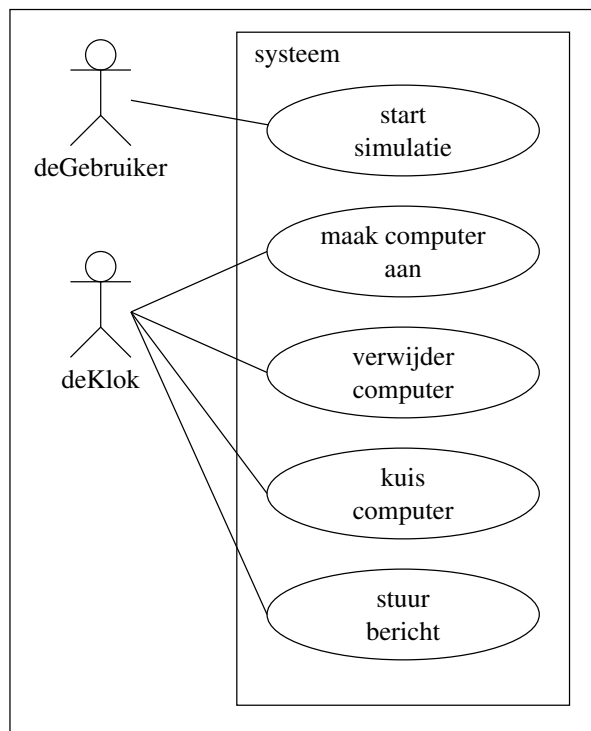 systeem
start
simulatie
deGebruiker
maak computer
aan
verwijder
computer
deKlok
kuis
computer
stuur
bericht